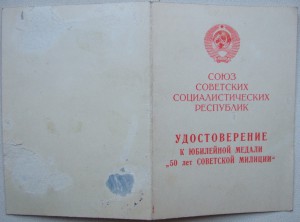 СОЮЗ
СОВЕТСКИХ
СОЦИАЛИСТИЧЕСКИХ
РЕСПУБЛИК
УДОСТОВЕРЕНИЕ
К ЮБИЛЕЙНОЙ МЕДАЛИ
„50 лет СОВЕТСКОЙ МИЛИЦИИ“